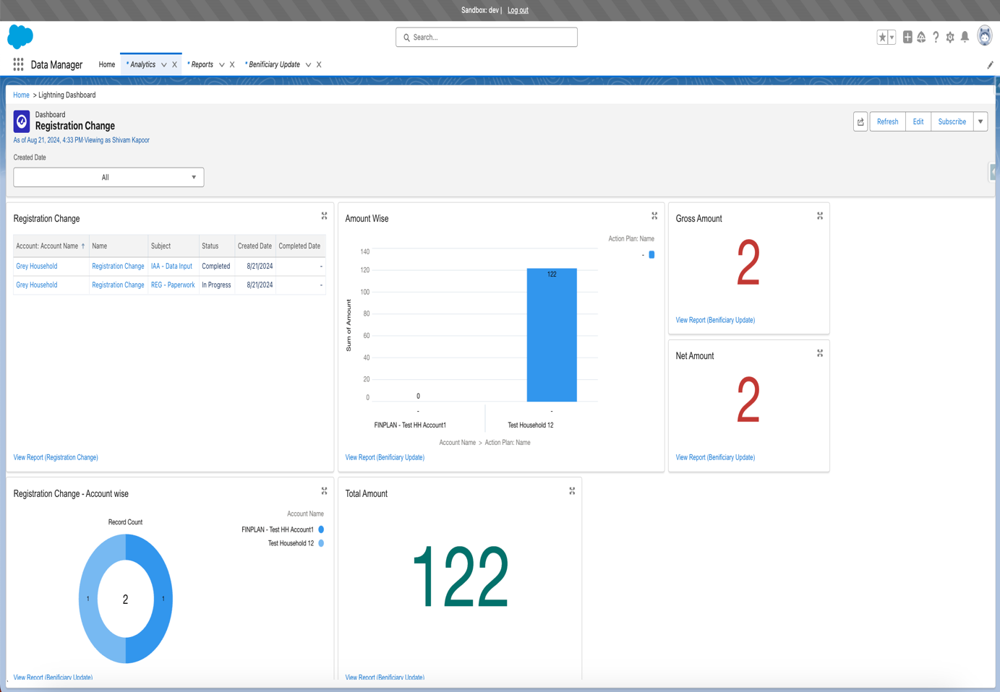 Sandbox: dev | Log out
Search...
Data Manager Home * Analytics X * Reports X * Benificiary Update X
Home > Lightning Dashboard
Dashboard
Registration Change
As of Aug 21, 2024, 4:33 PM·Viewing as Shivam Kapoor
Refresh Edit Subscribe
Created Date
All
Registration Change
Account: Account Name ↑ Name Subject Status Created Date Completed Date
Grey Household Registration Change IAA - Data Input Completed 8/21/2024 -
Grey Household Registration Change REG - Paperwork In Progress 8/21/2024 -
View Report (Registration Change)
Amount Wise
Action Plan: Name
-
Sum of Amount
140
120
100
80
60
40
20
0
0
122
- -
FINPLAN - Test HH Account1 Test Household 12
Account Name > Action Plan: Name
View Report (Benificiary Update)
Gross Amount
2
View Report (Benificiary Update)
Net Amount
2
View Report (Benificiary Update)
Registration Change - Account wise
Account Name
FINPLAN - Test HH Account1
Test Household 12
Record Count
1 2 1
View Report (Benificiary Update)
Total Amount
122
View Report (Benificiary Update)